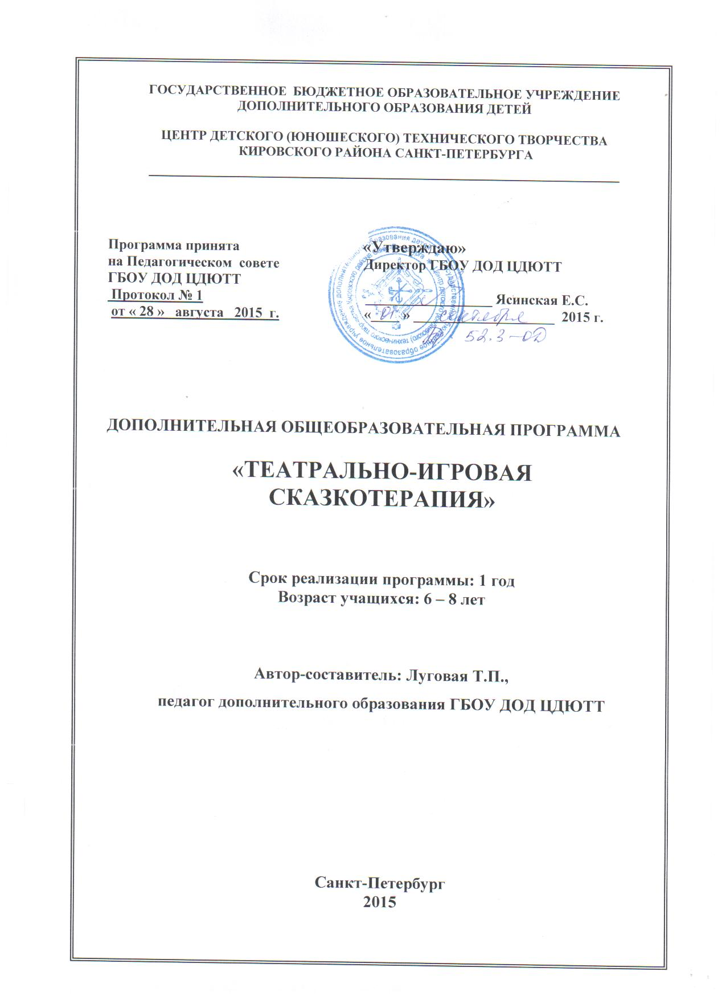 ГОСУДАРСТВЕННОЕ БЮДЖЕТНОЕ ОБРАЗОВАТЕЛЬНОЕ УЧРЕЖДЕНИЕ
ДОПОЛНИТЕЛЬНОГО ОБРАЗОВАНИЯ ДЕТЕЙ
ЦЕНТР ДЕТСКОГО (ЮНОШЕСКОГО) ТЕХНИЧЕСКОГО ТВОРЧЕСТВА
КИРОВСКОГО РАЙОНА САНКТ-ПЕТЕРБУРГА
Программа принята
на Педагогическом совете
ГБОУ ДОД ЦДЮТТ
Протокол № 1
от « 28 » августа 2015 г.
«Утверждаю»
Директор ГБОУ ДОД ЦДЮТТ
Ясинская Е.С.
« 01 » сентября 2015 г.
52.3-ОД
ДОПОЛНИТЕЛЬНАЯ ОБЩЕОБРАЗОВАТЕЛЬНАЯ ПРОГРАММА
«ТЕАТРАЛЬНО-ИГРОВАЯ
СКАЗКОТЕРАПИЯ»
Срок реализации программы: 1 год
Возраст учащихся: 6 – 8 лет
Автор-составитель: Луговая Т.П.,
педагог дополнительного образования ГБОУ ДОД ЦДЮТТ
Санкт-Петербург
2015